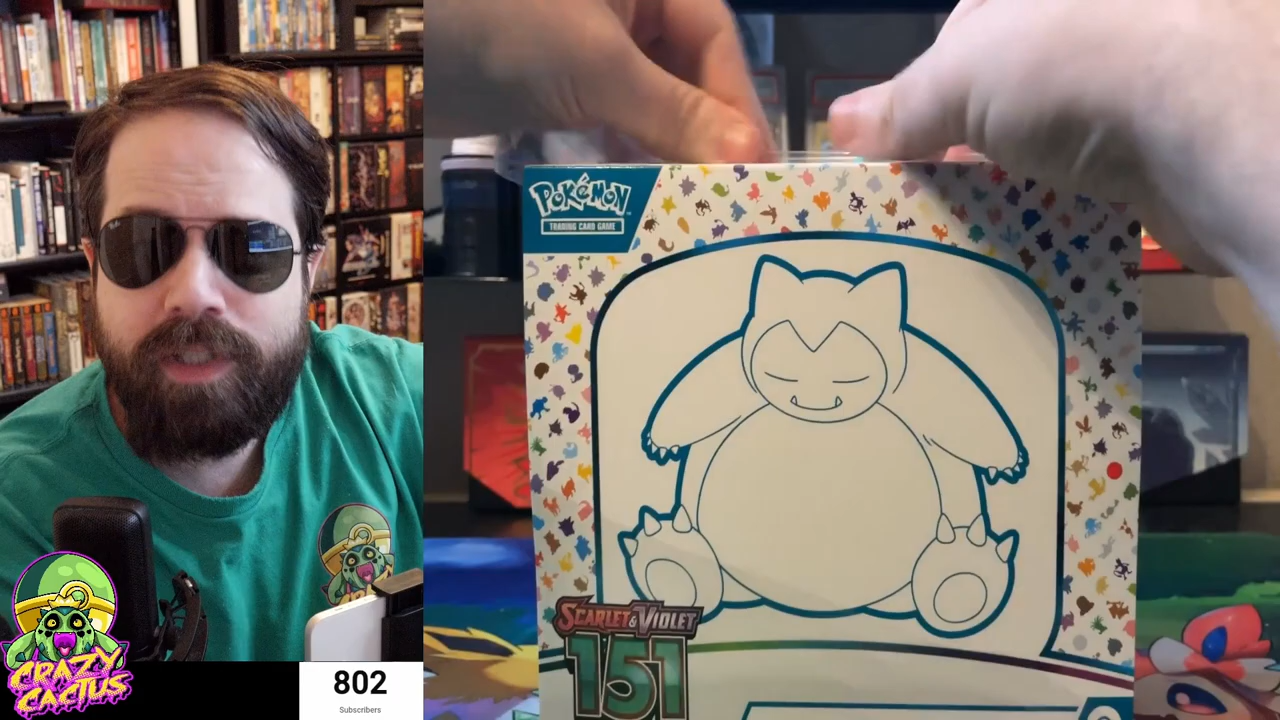 POKéMON
TRADING CARD GAME
SCARLET & VIOLET
151
CRAZY
CACTUS
802
Subscribers